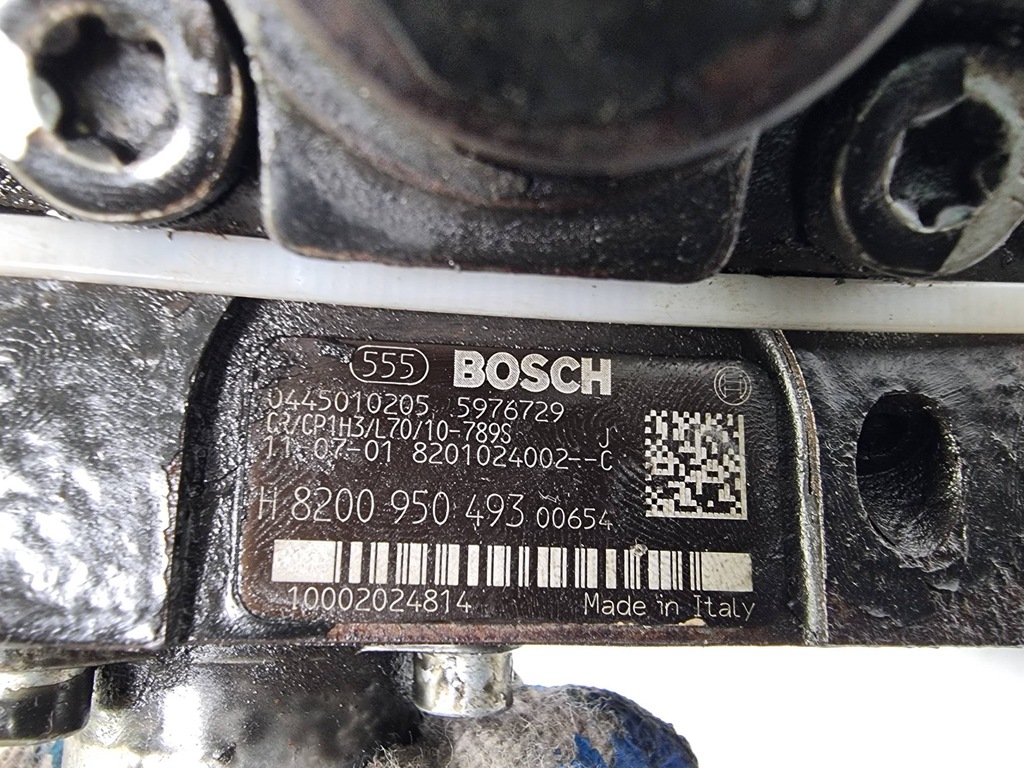 555 BOSCH
0445010205 5976729
CR/CP1H3/L70/10-789S J
11-07-01 8201024002--C
H 8200 950 493 00654
10002024814 Made in Italy